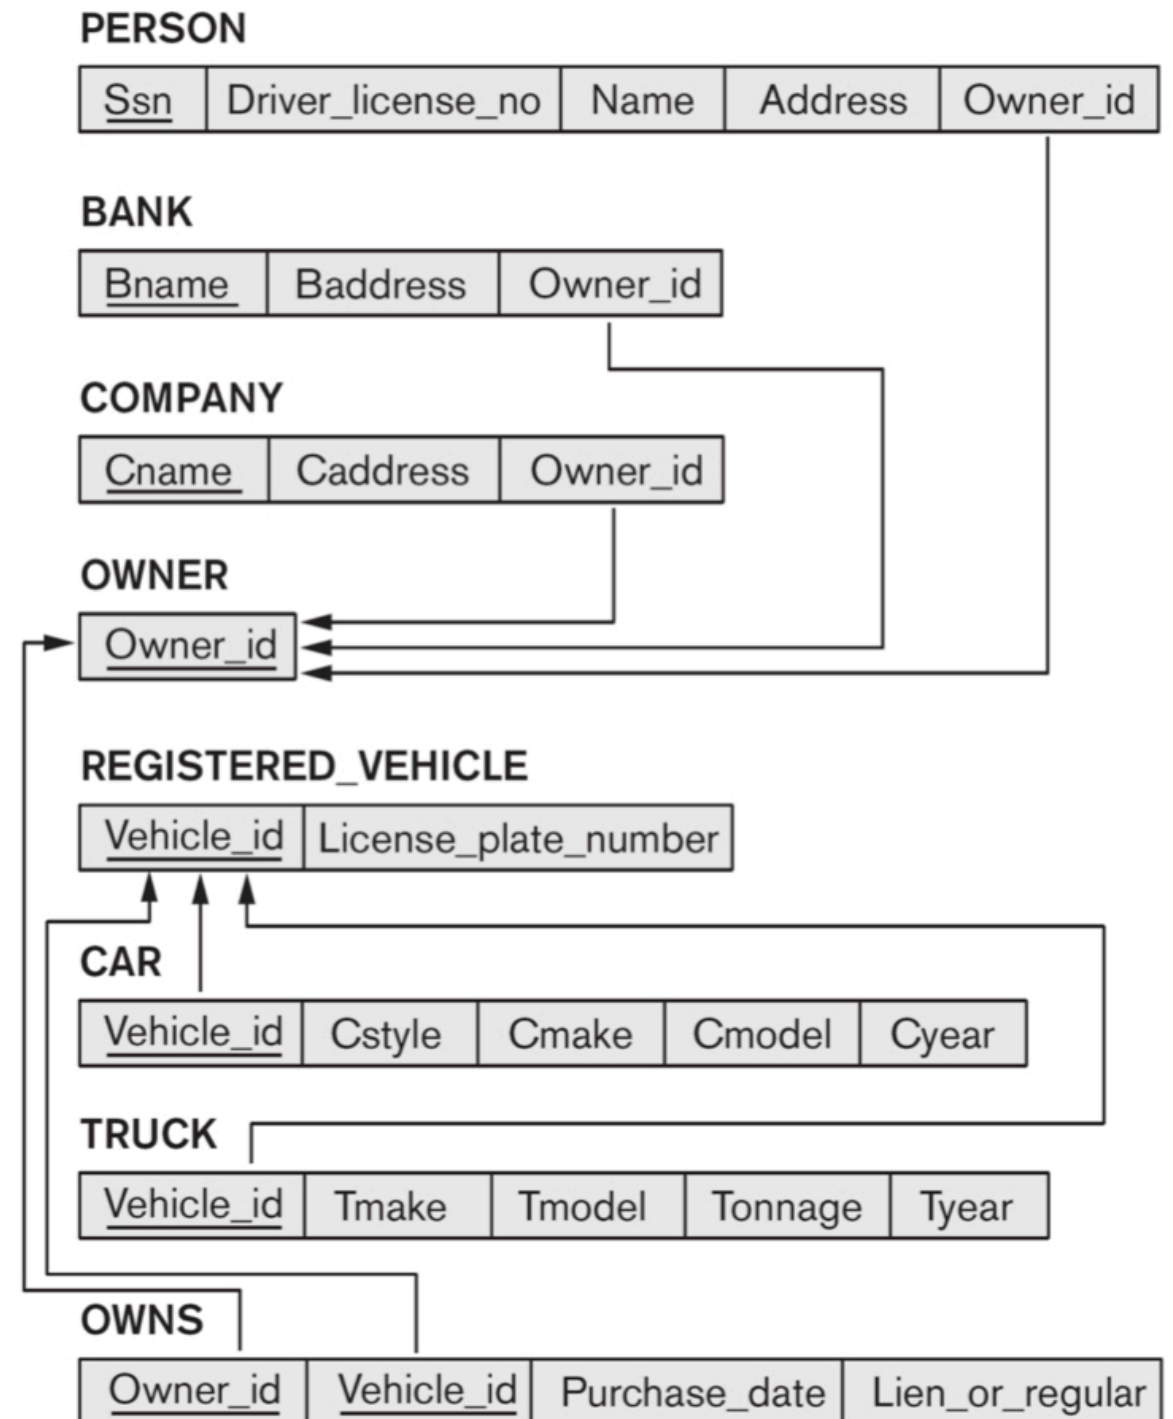 PERSON
Ssn Driver_license_no Name Address Owner_id
BANK
Bname Baddress Owner_id
COMPANY
Cname Caddress Owner_id
OWNER
Owner_id
REGISTERED_VEHICLE
Vehicle_id License_plate_number
CAR
Vehicle_id Cstyle Cmake Cmodel Cyear
TRUCK
Vehicle_id Tmake Tmodel Tonnage Tyear
OWNS
Owner_id Vehicle_id Purchase_date Lien_or_regular